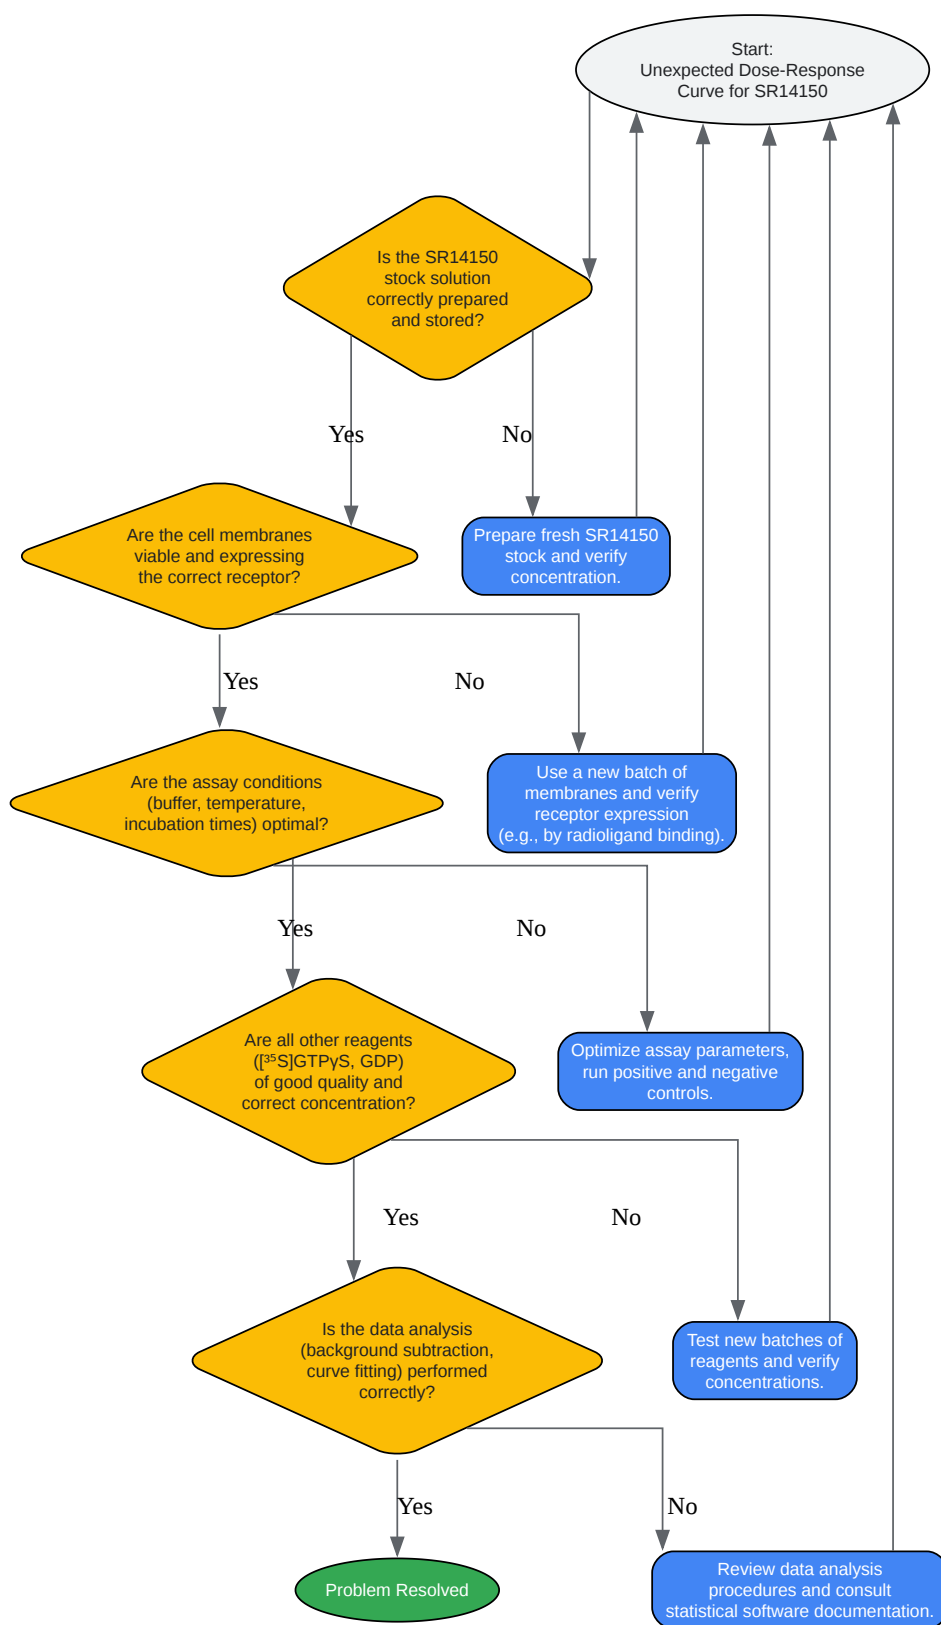 Start:
Unexpected Dose-Response
Curve for SR14150
Is the SR14150
stock solution
correctly prepared
and stored?
Yes
No
Are the cell membranes
viable and expressing
the correct receptor?
Prepare fresh SR14150
stock and verify
concentration.
Yes
No
Are the assay conditions
(buffer, temperature,
incubation times) optimal?
Use a new batch of
membranes and verify
receptor expression
(e.g., by radioligand binding).
Yes
No
Are all other reagents
([³⁵S]GTPγS, GDP)
of good quality and
correct concentration?
Optimize assay parameters,
run positive and negative
controls.
Yes
No
Is the data analysis
(background subtraction,
curve fitting) performed
correctly?
Test new batches of
reagents and verify
concentrations.
Yes
No
Problem Resolved
Review data analysis
procedures and consult
statistical software documentation.